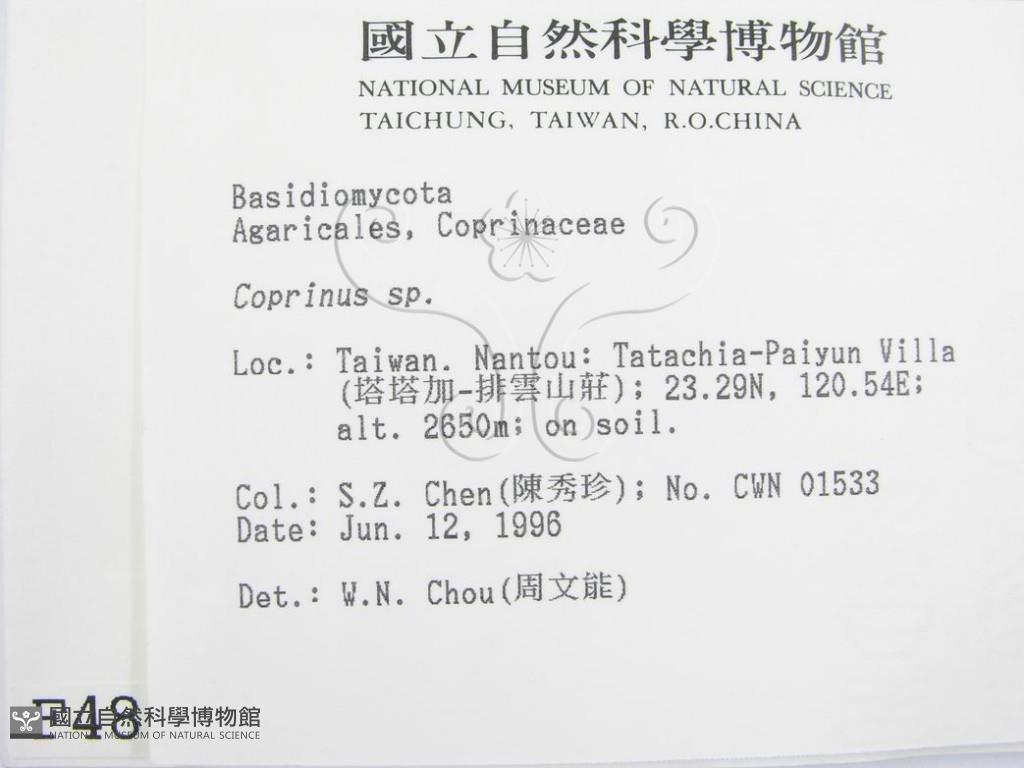 國立自然科學博物館
NATIONAL MUSEUM OF NATURAL SCIENCE
TAICHUNG, TAIWAN, R.O.CHINA
Basidiomycota
Agaricales, Coprinaceae
Coprinus sp.
Loc.: Taiwan. Nantou: Tatachia-Paiyun Villa
(塔塔加-排雲山莊); 23.29N, 120.54E;
alt. 2650m; on soil.
Col.: S.Z. Chen(陳秀珍); No. CWN 01533
Date: Jun. 12, 1996
Det.: W.N. Chou(周文能)
F48
國立自然科學博物館
NATIONAL MUSEUM OF NATURAL SCIENCE